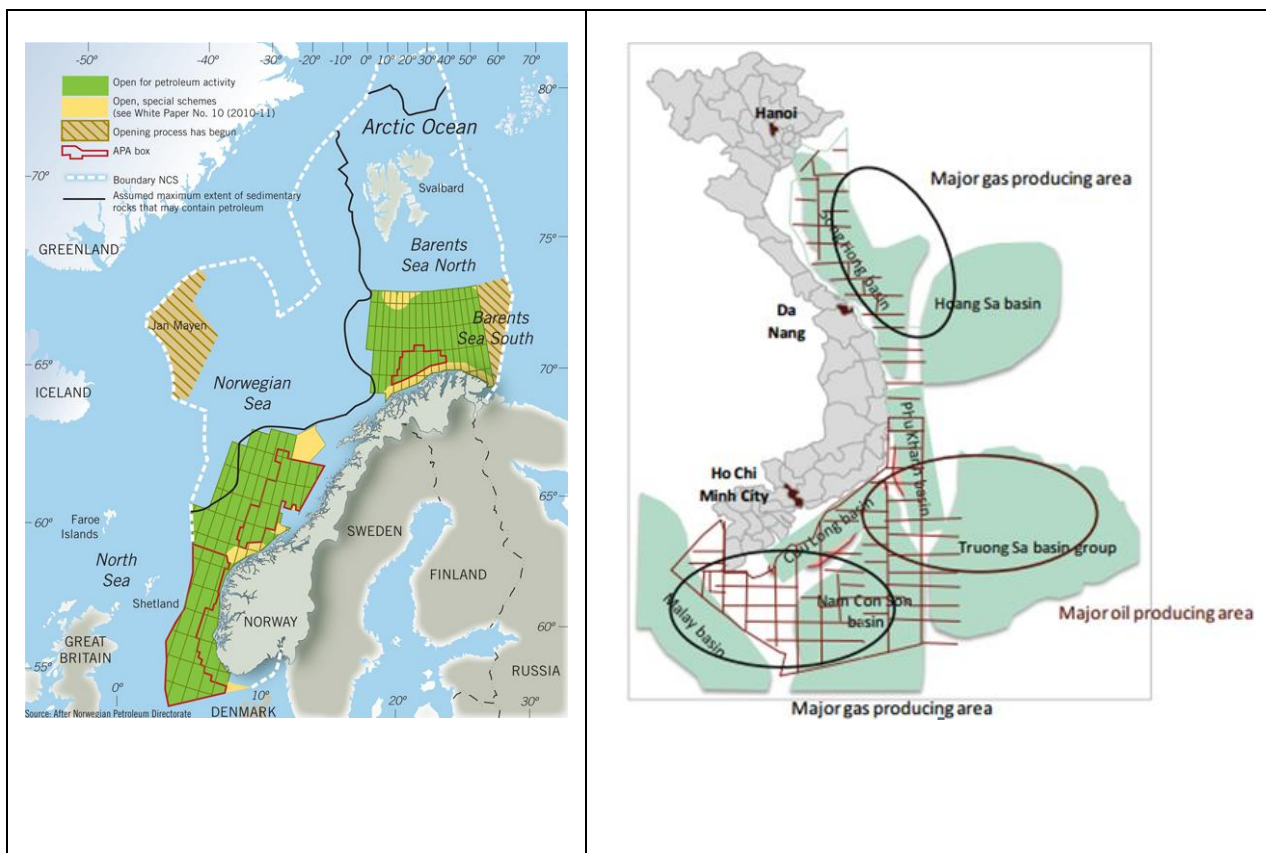 -50° -40° -30° -20° -10° 0° 10° 20° 30° 40° 50° 60° 70°
Open for petroleum activity
Open, special schemes
(see White Paper No. 10 (2010-11)
Opening process has begun
APA box
Boundary NCS
Assumed maximum extent of sedimentary
rocks that may contain petroleum
80°
Arctic Ocean
-70°
Svalbard
GREENLAND
75°
Barents
Sea North
Jan Mayen
Barents
Sea South
65°
70°
ICELAND
Norwegian
Sea
65°
Faroe
Islands
60°
SWEDEN
North
Sea
FINLAND
Shetland
NORWAY
60°
GREAT
BRITAIN
RUSSIA
55°
0°
10°
20°
30°
DENMARK
Source: After Norwegian Petroleum Directorate
Hanoi
Major gas producing area
Song Hong basin
Hoang Sa basin
Da
Nang
Phu Khanh basin
Ho Chi
Minh City
Cuu Long basin
Truong Sa basin group
Malay basin
Nam Con Son
basin
Major oil producing area
Major gas producing area